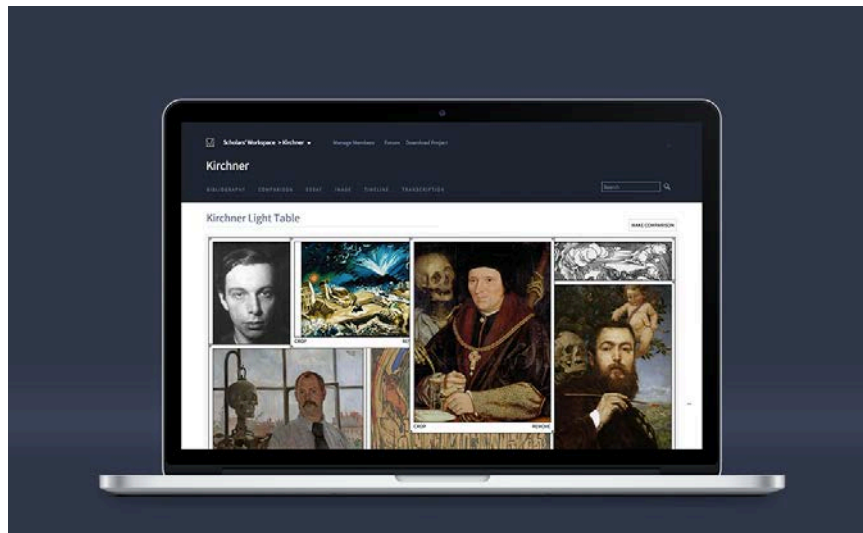 Scholars' Workspace > Kirchner
Manage Members Forum Download Project
Kirchner
BIBLIOGRAPHY COMPARISON ESSAY IMAGE TIMELINE TRANSCRIPTION
Search
Kirchner Light Table
MAKE COMPARISON
CROP
CROP
REMOVE